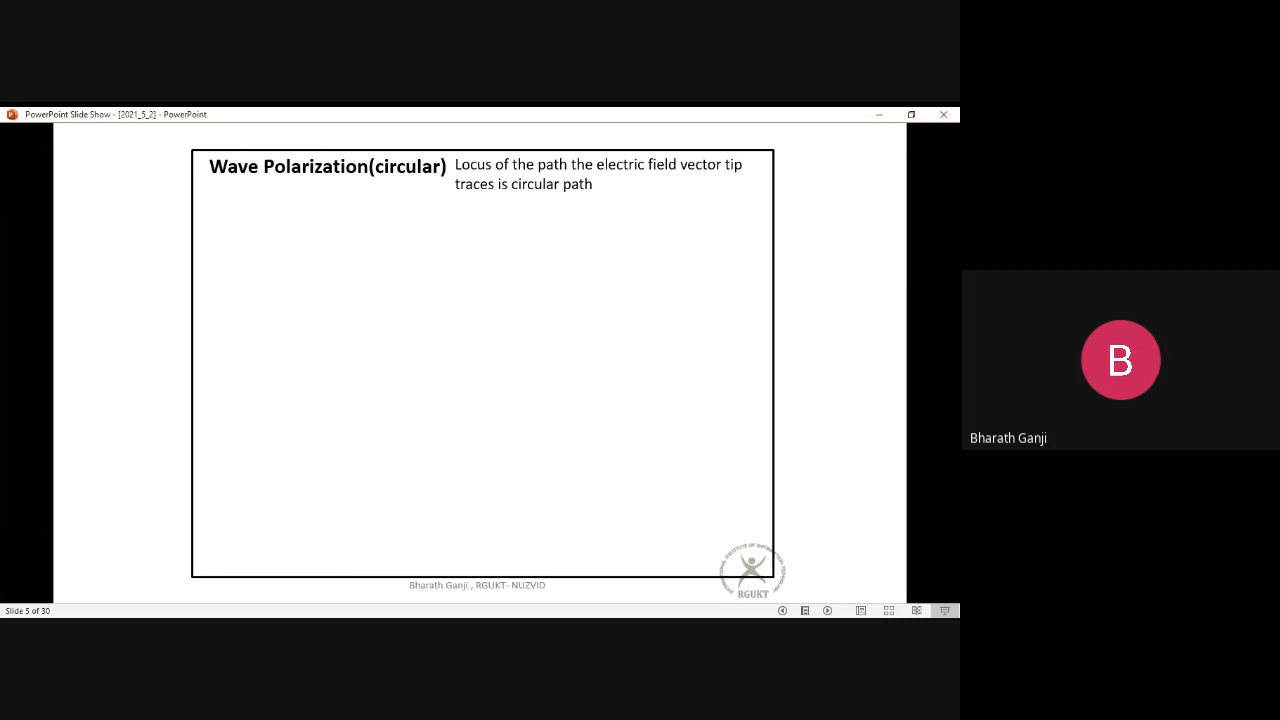 PowerPoint Slide Show - [2021_5_2] - PowerPoint
Wave Polarization(circular) Locus of the path the electric field vector tip
traces is circular path
B
Bharath Ganji
RGUKT
Bharath Ganji , RGUKT- NUZVID
Slide 5 of 30